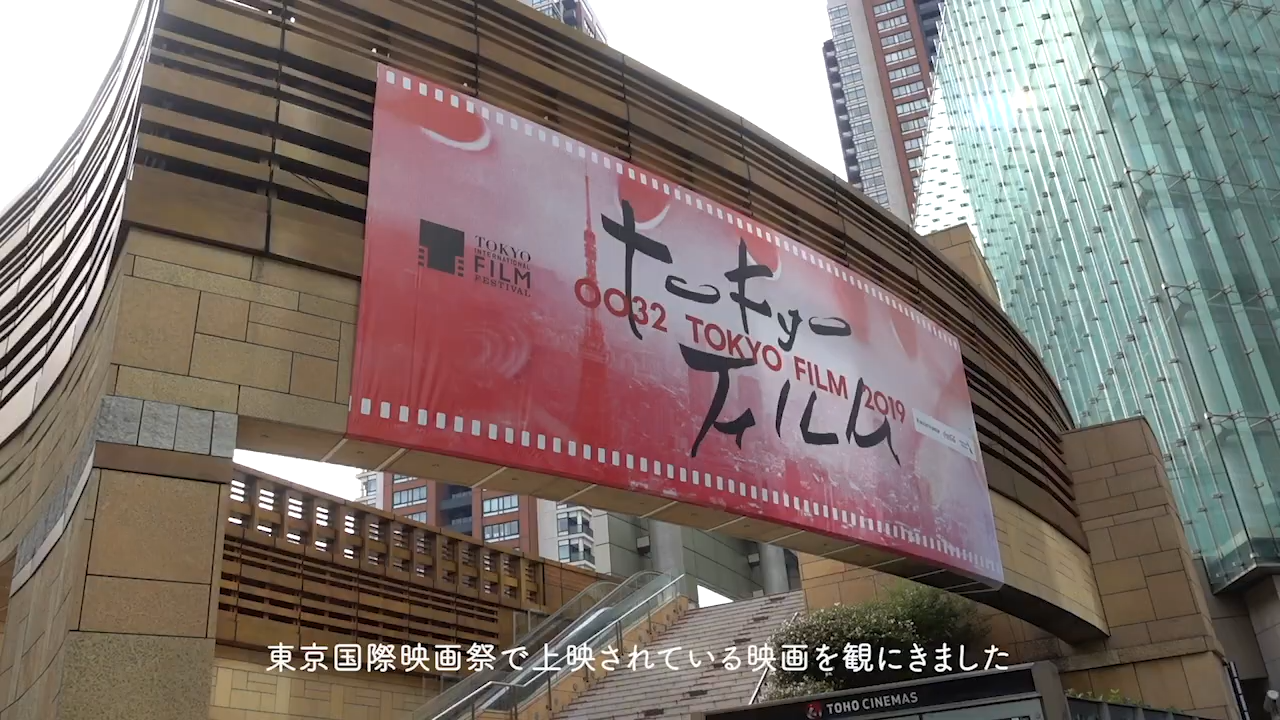 TOKYO
INTERNATIONAL
FILM
FESTIVAL
tokyo
FILM
0032 TOKYO FILM 2019
東京国際映画祭で上映されている映画を観にきました
TOHO CINEMAS